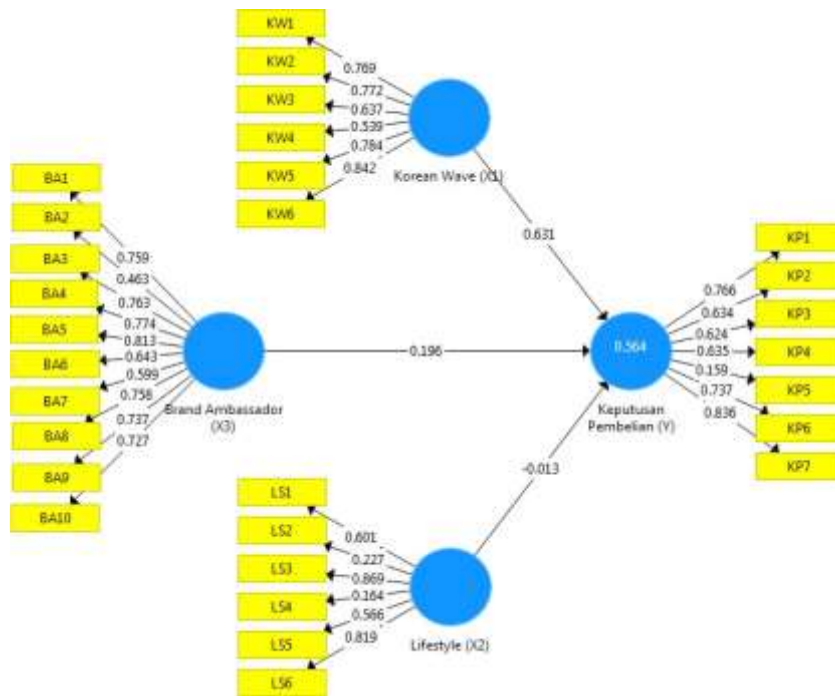 KW1
KW2
KW3
KW4
KW5
KW6
0.769
0.772
0.637
0.539
0.784
0.842
Korean Wave (X1)
0.631
BA1
BA2
BA3
BA4
BA5
BA6
BA7
BA8
BA9
BA10
0.759
0.463
0.763
0.774
0.813
0.643
0.599
0.758
0.737
0.727
Brand Ambassador
(X3)
0.196
0.564
Keputusan
Pembelian (Y)
KP1
KP2
KP3
KP4
KP5
KP6
KP7
0.766
0.634
0.624
0.635
0.159
0.737
0.836
-0.013
LS1
LS2
LS3
LS4
LS5
LS6
0.601
0.227
0.869
0.164
0.566
0.819
Lifestyle (X2)